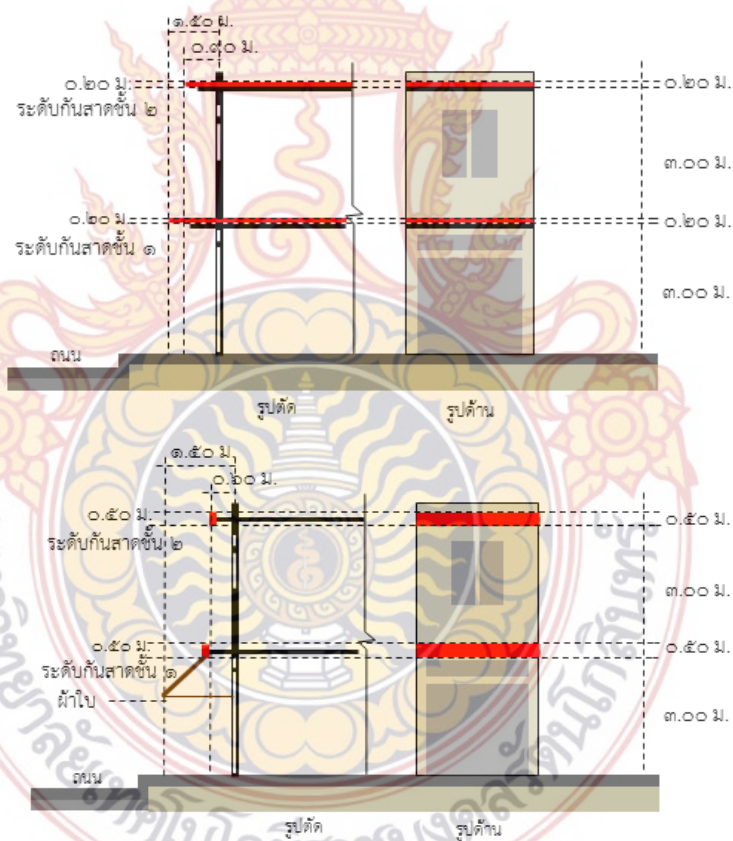 ๑.๕๐ ม.
๐.๙๐ ม.
๐.๒๐ ม.
ระดับกันสาดชั้น ๒
๐.๒๐ ม.
๓.๐๐ ม.
๐.๒๐ ม.
ระดับกันสาดชั้น ๑
๐.๒๐ ม.
๓.๐๐ ม.
ถนน
รูปตัด
รูปด้าน
๑.๕๐ ม.
๐.๖๐ ม.
๐.๕๐ ม.
ระดับกันสาดชั้น ๒
๐.๕๐ ม.
๓.๐๐ ม.
๐.๕๐ ม.
ระดับกันสาดชั้น ๑
ผ้าใบ
๐.๕๐ ม.
๓.๐๐ ม.
ถนน
รูปตัด
รูปด้าน